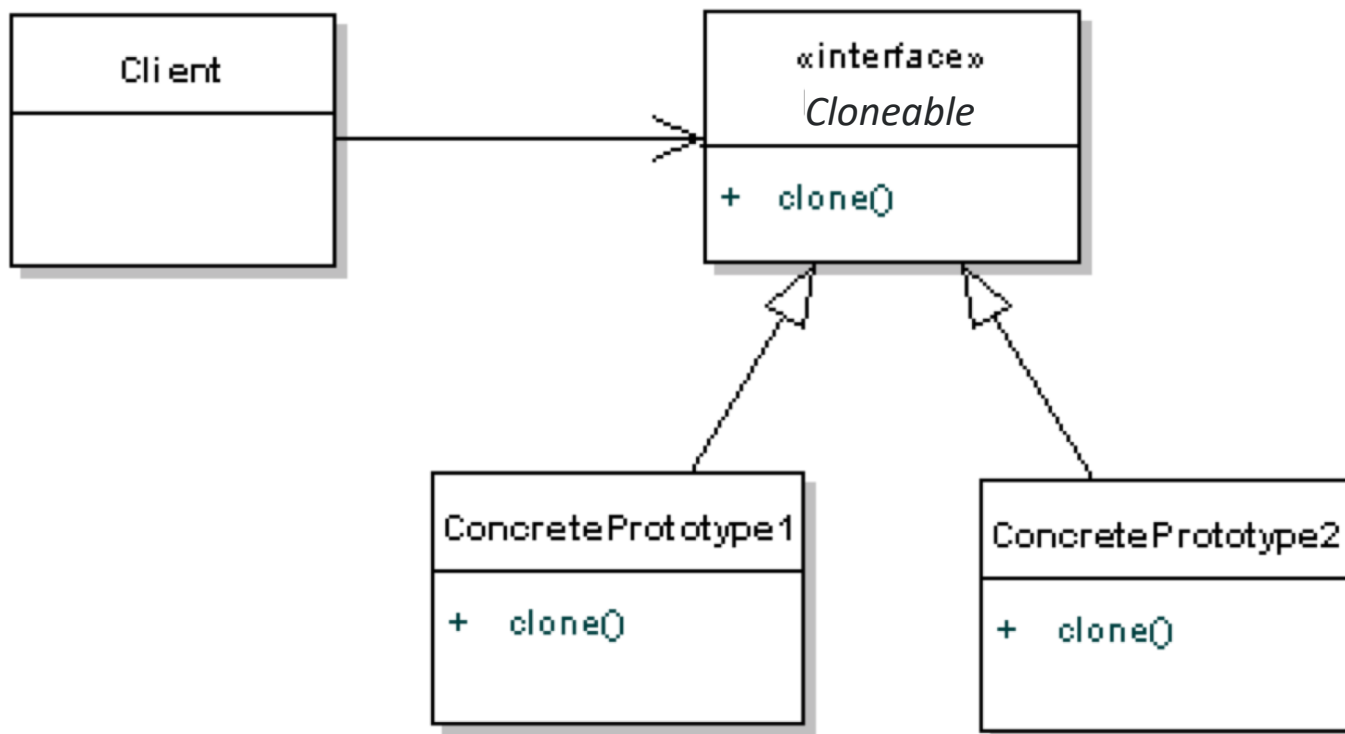 Client
«interface»
Cloneable
+ clone()
ConcretePrototype1
+ clone()
ConcretePrototype2
+ clone()